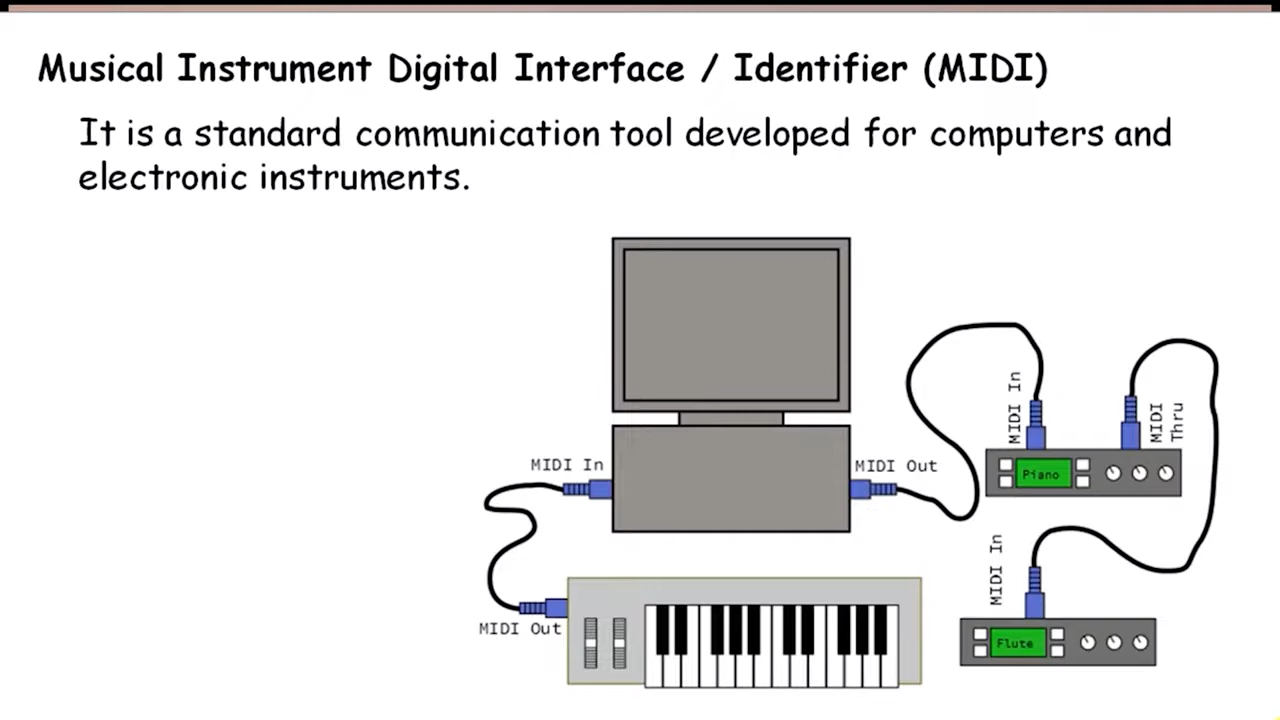 Musical Instrument Digital Interface / Identifier (MIDI)
It is a standard communication tool developed for computers and
electronic instruments.
MIDI In
MIDI Out
MIDI In
MIDI
Thru
Piano
MIDI In
MIDI Out
Flute